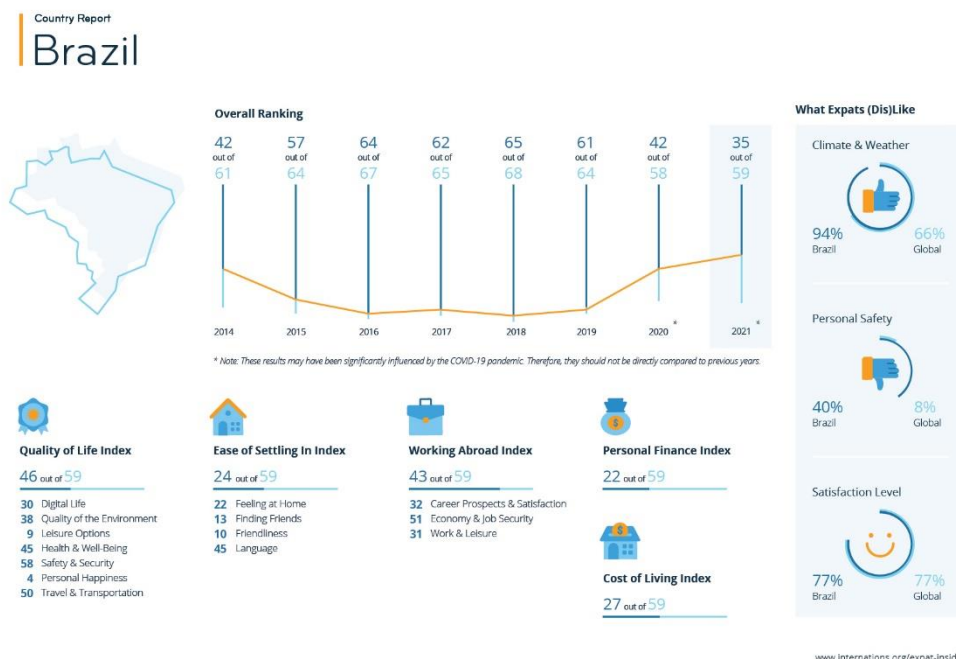 Country Report
Brazil
Overall Ranking
42 57 64 62 65 61 42 35
out of out of out of out of out of out of out of out of
61 64 67 65 68 64 58 59
2014 2015 2016 2017 2018 2019 2020 * 2021 *
* Note: These results may have been significantly influenced by the COVID-19 pandemic. Therefore, they should not be directly compared to previous years.
What Expats (Dis)Like
Climate & Weather
94% 66%
Brazil Global
Personal Safety
40% 8%
Brazil Global
Satisfaction Level
77% 77%
Brazil Global
Quality of Life Index
46 out of 59
30 Digital Life
38 Quality of the Environment
9 Leisure Options
45 Health & Well-Being
58 Safety & Security
4 Personal Happiness
50 Travel & Transportation
Ease of Settling In Index
24 out of 59
22 Feeling at Home
13 Finding Friends
10 Friendliness
45 Language
Working Abroad Index
43 out of 59
32 Career Prospects & Satisfaction
51 Economy & Job Security
31 Work & Leisure
Personal Finance Index
22 out of 59
$
Cost of Living Index
27 out of 59
$
www.internations.org/expat-insid